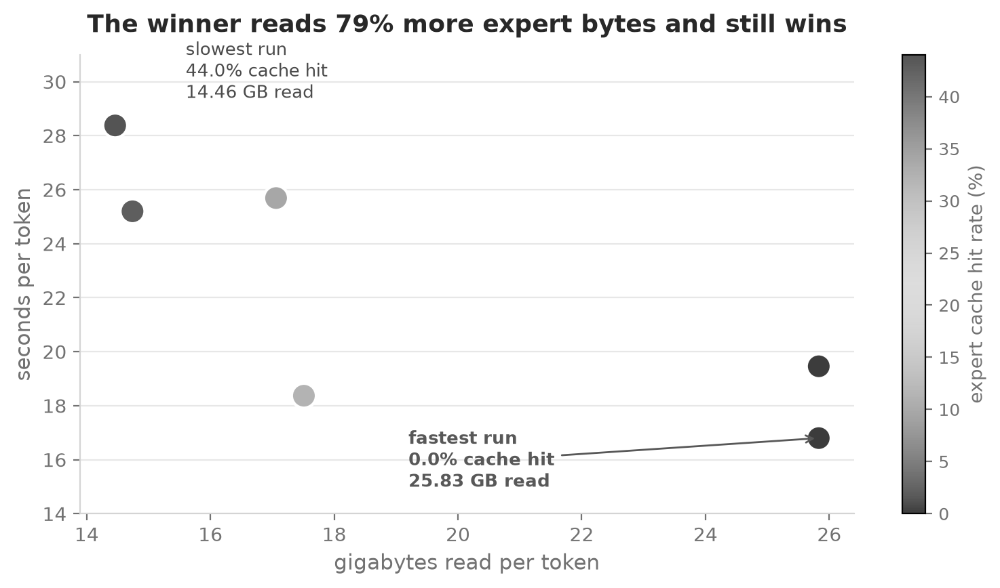 The winner reads 79% more expert bytes and still wins
slowest run
44.0% cache hit
14.46 GB read
30
28
26
24
22
20
18
16
14
seconds per token
fastest run
0.0% cache hit
25.83 GB read
14 16 18 20 22 24 26
gigabytes read per token
40
35
30
25
20
15
10
5
0
expert cache hit rate (%)